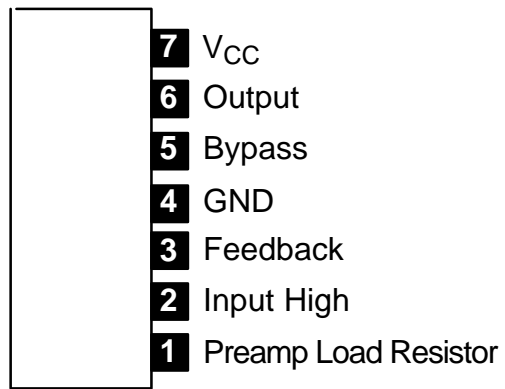 7 VCC
6 Output
5 Bypass
4 GND
3 Feedback
2 Input High
1 Preamp Load Resistor